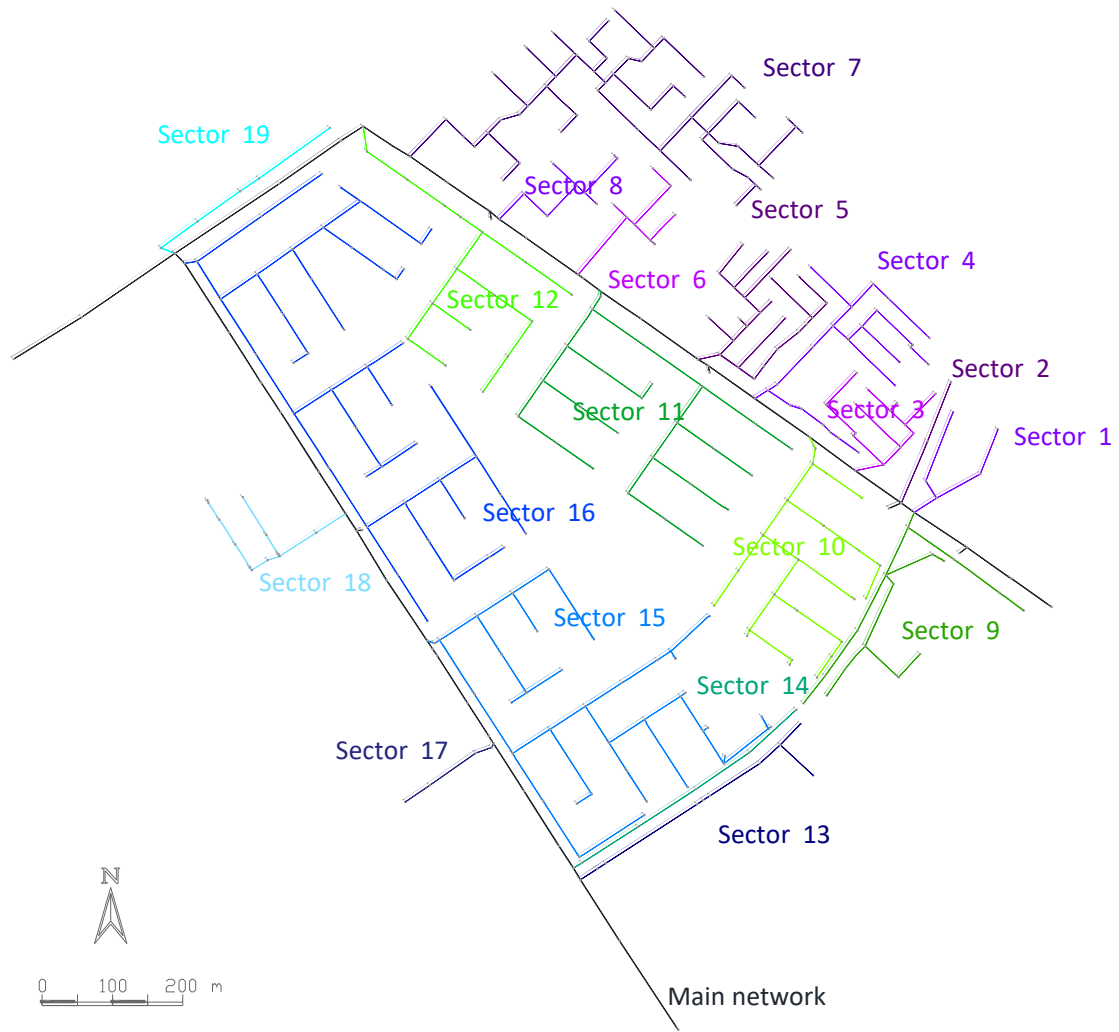 Sector 7
Sector 19
Sector 8
Sector 5
Sector 4
Sector 6
Sector 12
Sector 2
Sector 3
Sector 11
Sector 1
Sector 16
Sector 10
Sector 18
Sector 15
Sector 9
Sector 14
Sector 17
Sector 13
N
0 100 200 m
Main network